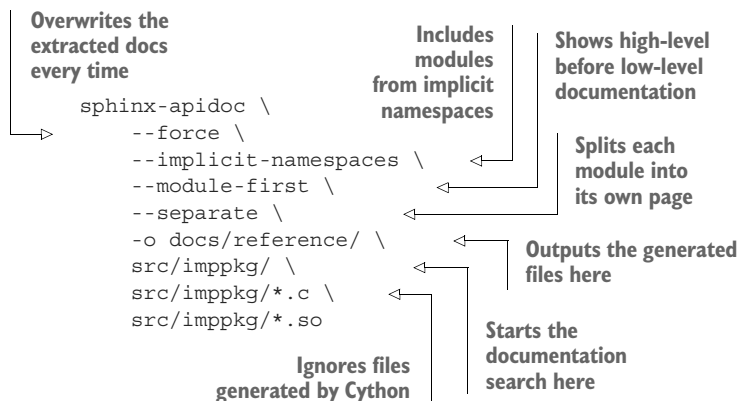 Overwrites the
extracted docs
every time
Includes
modules
from implicit
namespaces
Shows high-level
before low-level
documentation
sphinx-apidoc \
--force \
--implicit-namespaces \
--module-first \
--separate \
-o docs/reference/ \
src/imppkg/ \
src/imppkg/*.c \
src/imppkg/*.so
Splits each
module into
its own page
Outputs the generated
files here
Starts the
documentation
search here
Ignores files
generated by Cython